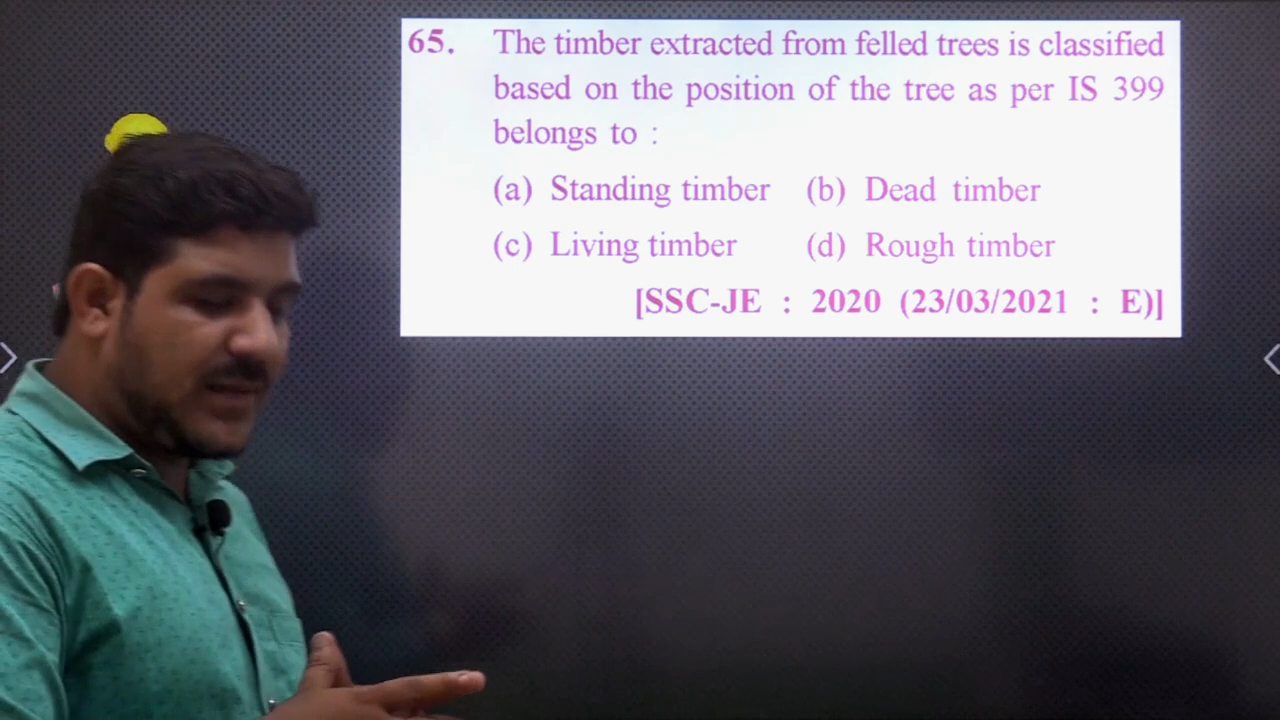 65. The timber extracted from felled trees is classified
based on the position of the tree as per IS 399
belongs to :
(a) Standing timber (b) Dead timber
(c) Living timber (d) Rough timber
[SSC-JE : 2020 (23/03/2021 : E)]